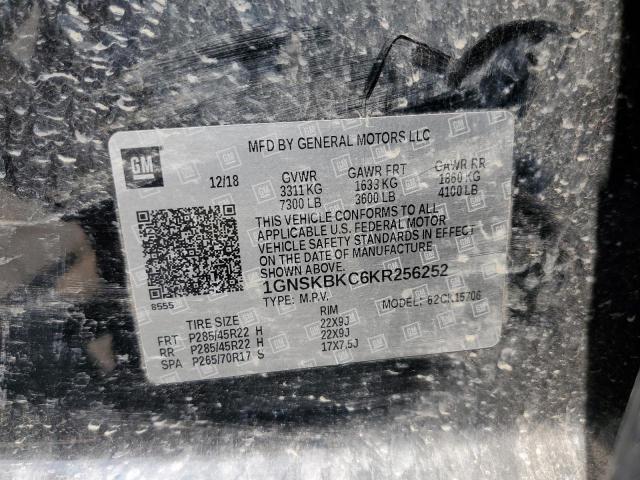 MFD BY GENERAL MOTORS LLC
GM
12/18
GVWR GAWR FRT GAWR RR
3311 KG 1633 KG 1860 KG
7300 LB 3600 LB 4100 LB
THIS VEHICLE CONFORMS TO ALL
APPLICABLE U.S. FEDERAL MOTOR
VEHICLE SAFETY STANDARDS IN EFFECT
ON THE DATE OF MANUFACTURE
SHOWN ABOVE.
1GNSKBKC6KR256252
8555
TYPE: M.P.V. MODEL: CK15706
TIRE SIZE RIM
FRT P285/45R22 H 22X9J
RR P285/45R22 H 22X9J
SPA P265/70R17 S 17X7.5J